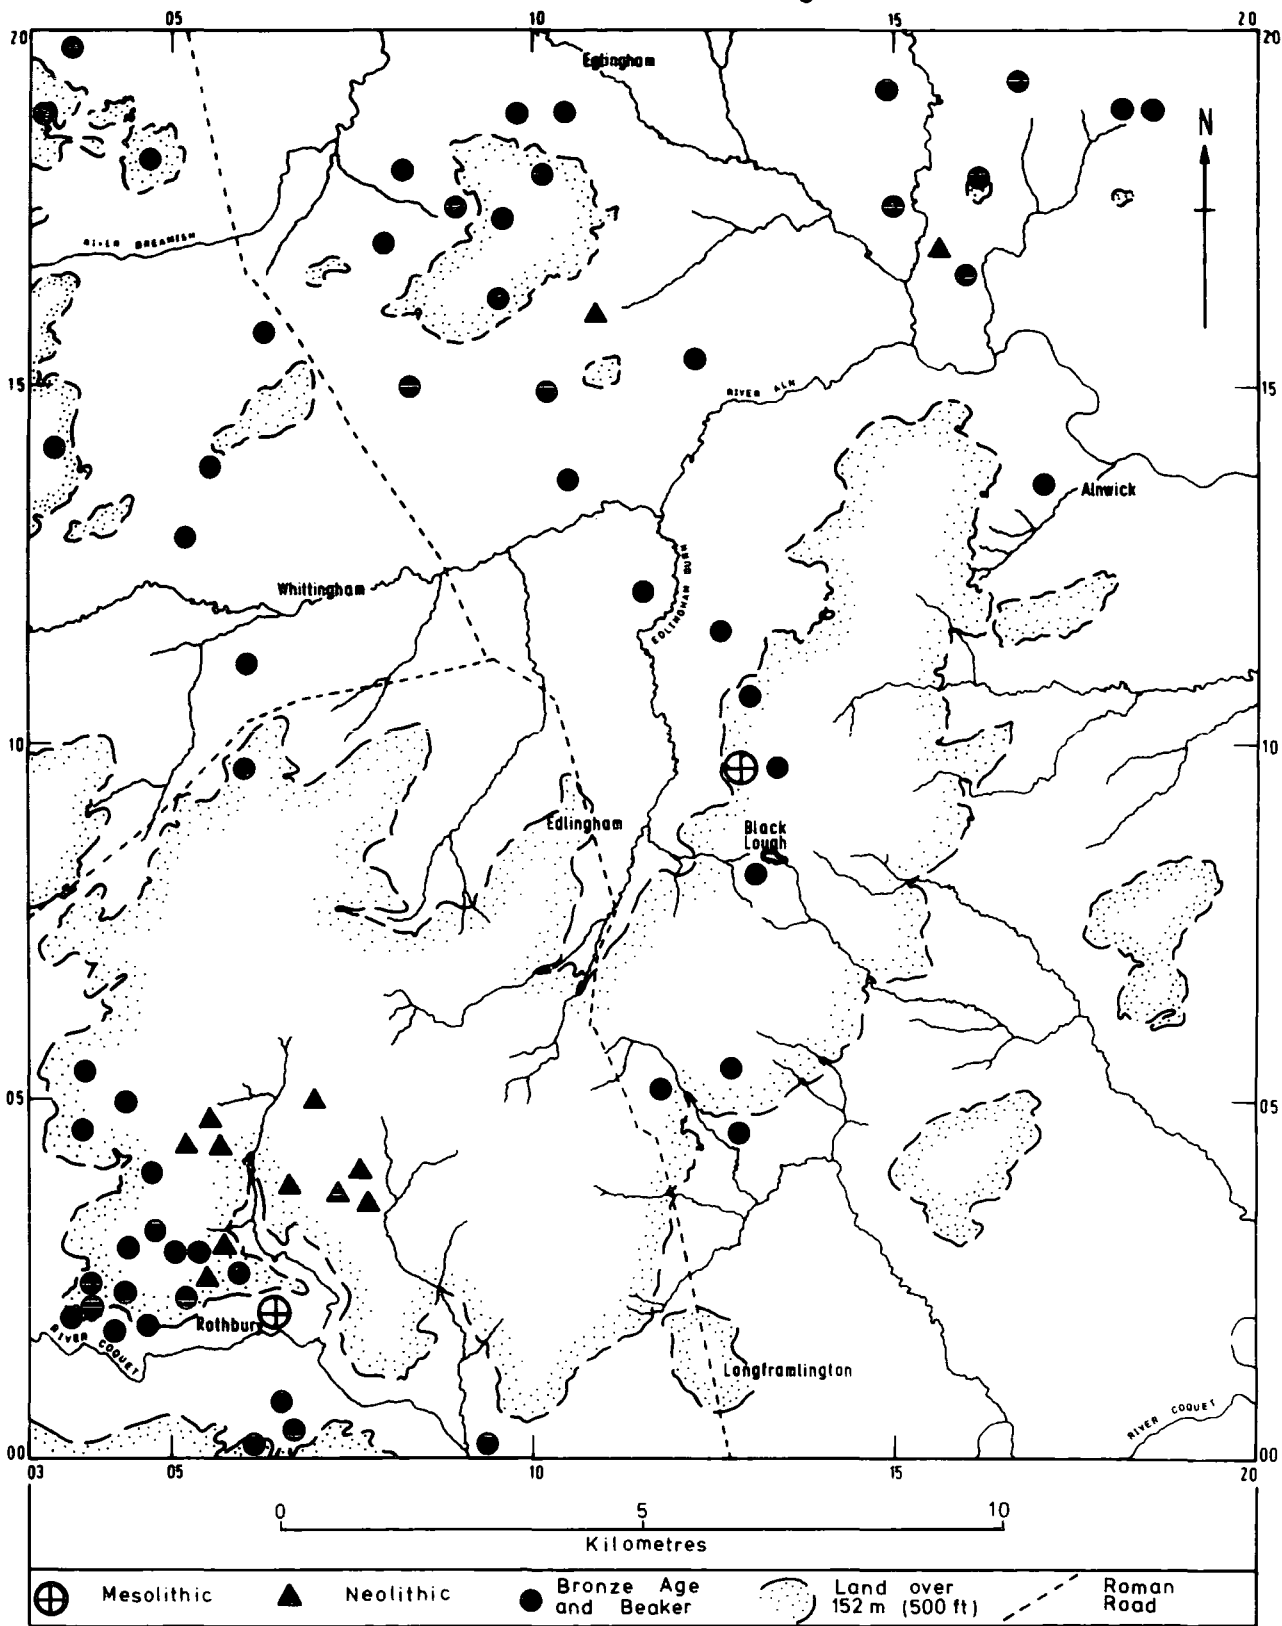 05 10 15 20
20 20
Eglingham
N
RIVER BREAMISH
15 15
RIVER ALN
Alnwick
Whittingham
EDLINGHAM BURN
10 10
Edlingham
Black
Lough
05 05
Rothbury
RIVER COQUET
Longframlington
RIVER COQUET
00 00
03 05 10 15 20
0 5 10
Kilometres
Mesolithic
Neolithic
Bronze Age
and Beaker
Land over
152 m (500 ft)
Roman
Road